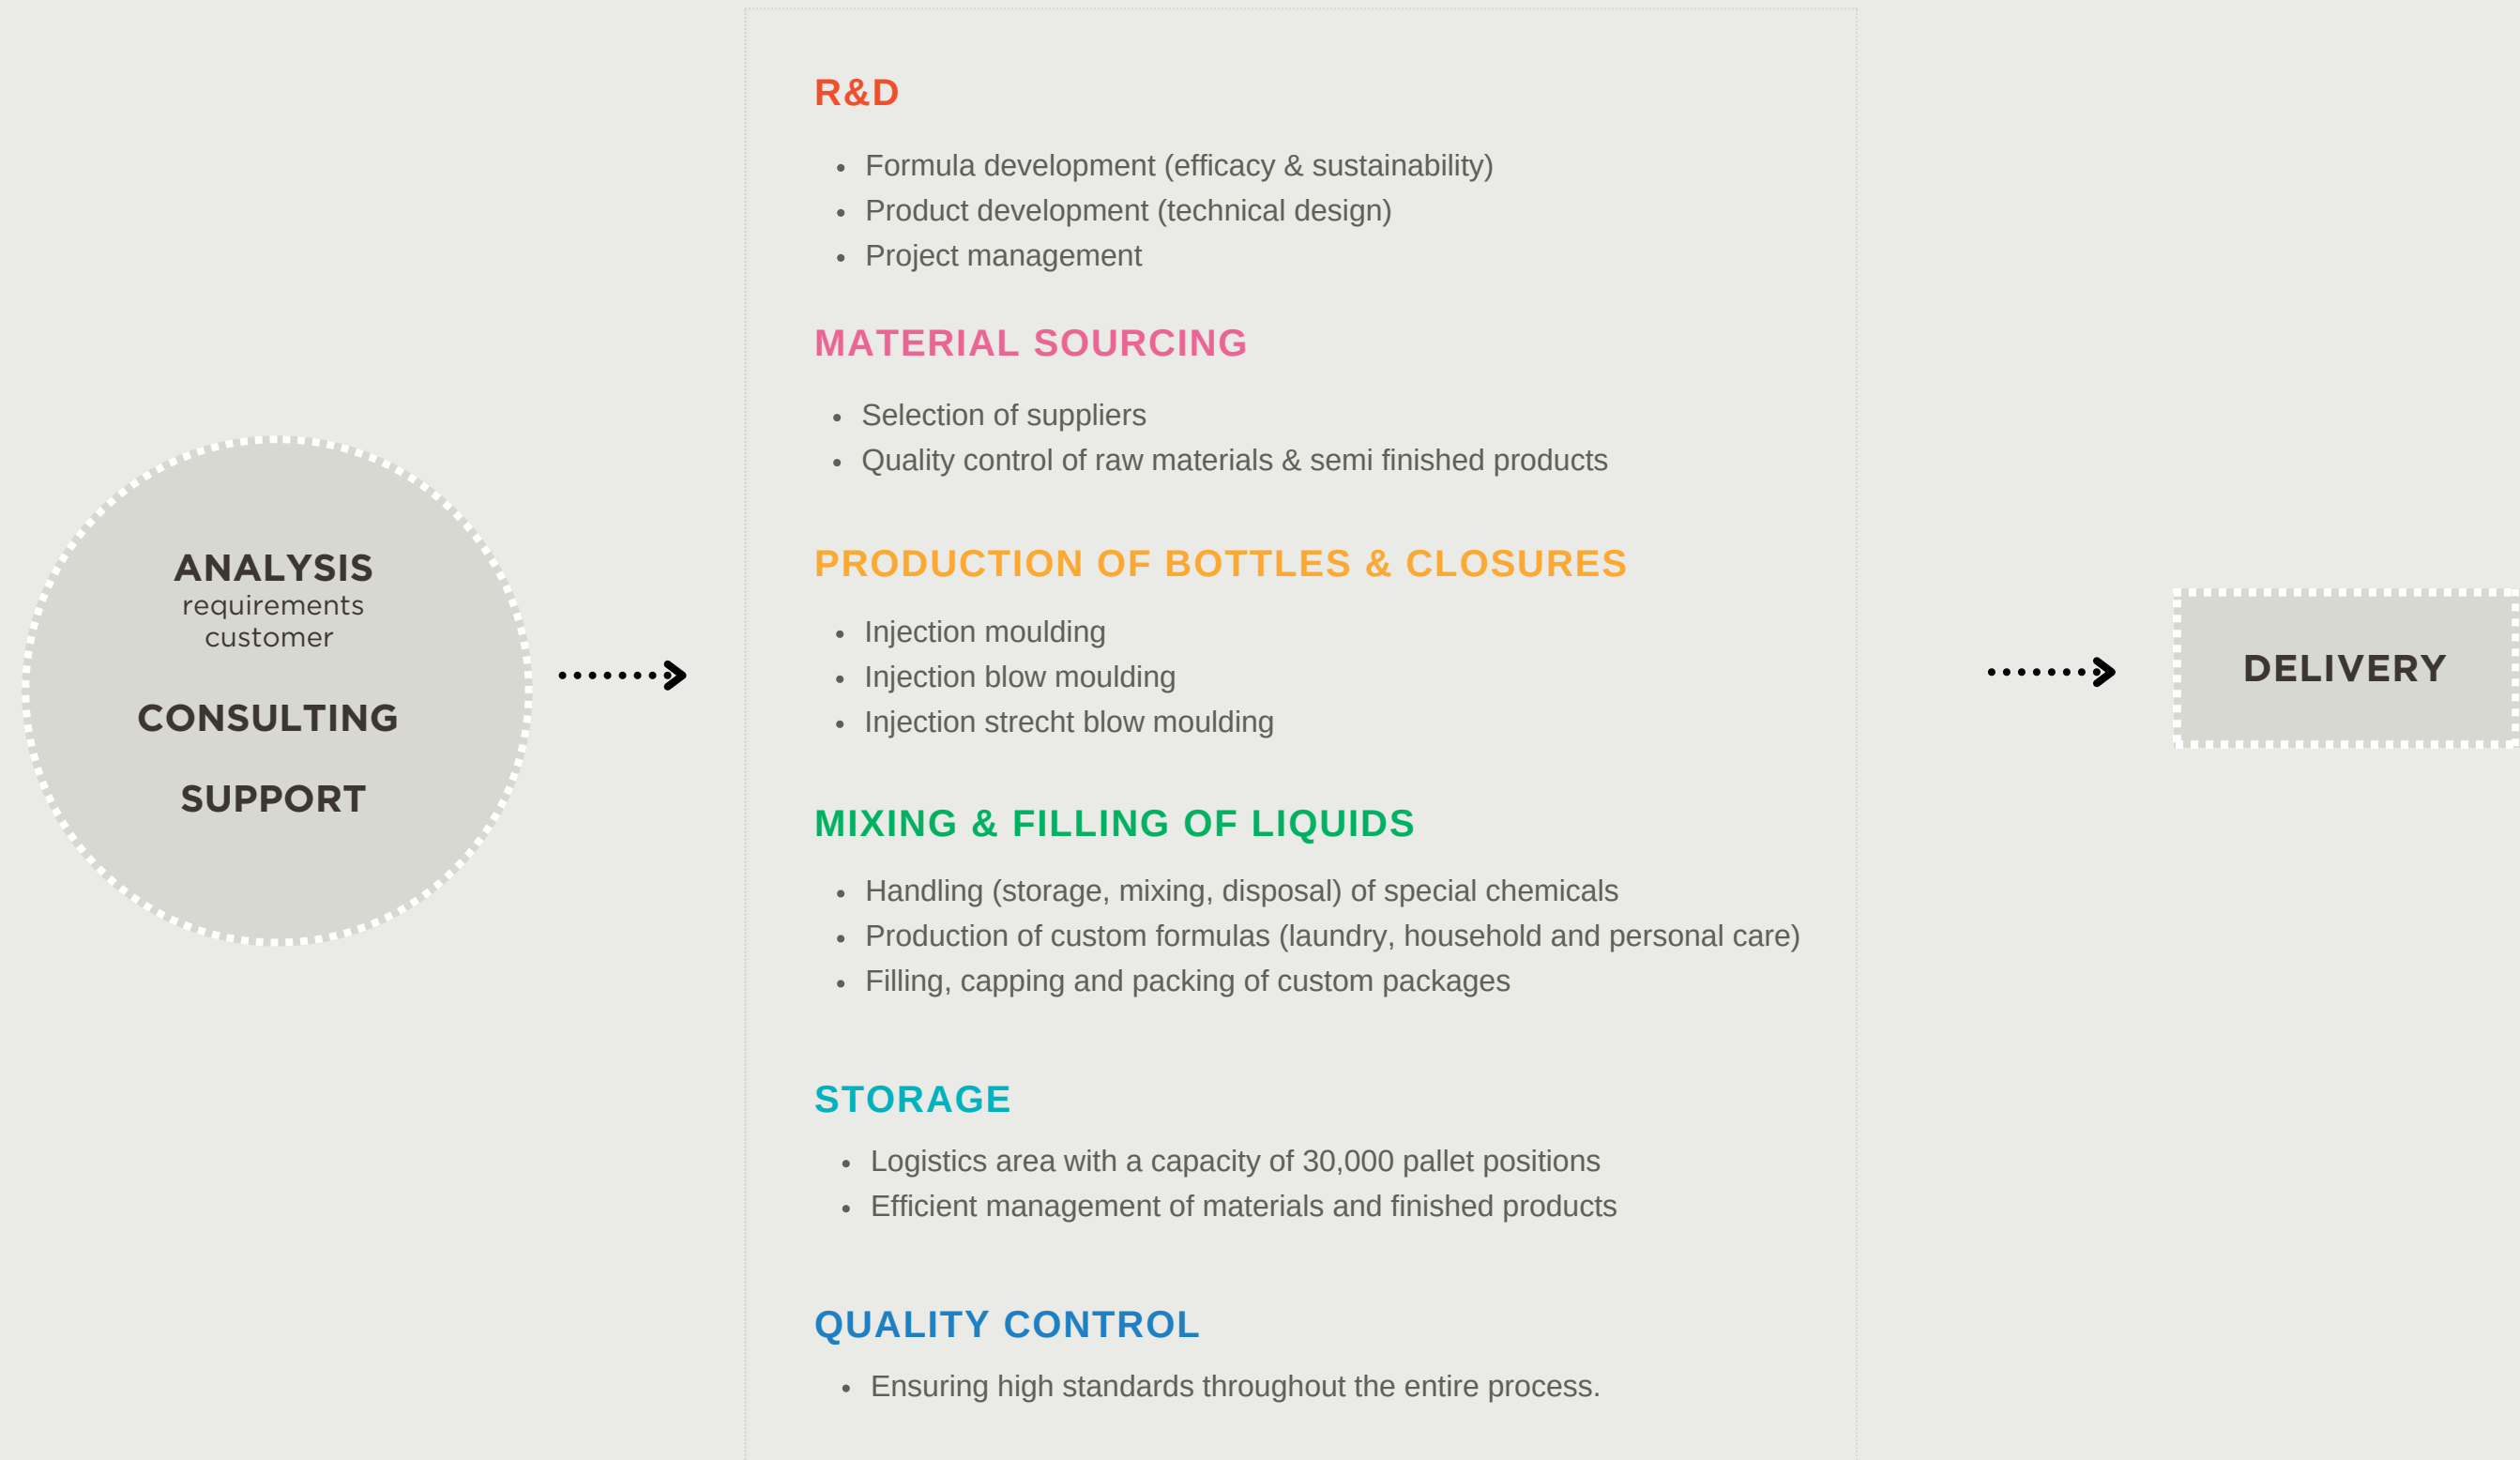 ANALYSIS
requirements
customer
CONSULTING
SUPPORT
R&D
• Formula development (efficacy & sustainability)
• Product development (technical design)
• Project management
MATERIAL SOURCING
• Selection of suppliers
• Quality control of raw materials & semi finished products
PRODUCTION OF BOTTLES & CLOSURES
• Injection moulding
• Injection blow moulding
• Injection strecht blow moulding
MIXING & FILLING OF LIQUIDS
• Handling (storage, mixing, disposal) of special chemicals
• Production of custom formulas (laundry, household and personal care)
• Filling, capping and packing of custom packages
STORAGE
• Logistics area with a capacity of 30,000 pallet positions
• Efficient management of materials and finished products
QUALITY CONTROL
• Ensuring high standards throughout the entire process.
DELIVERY